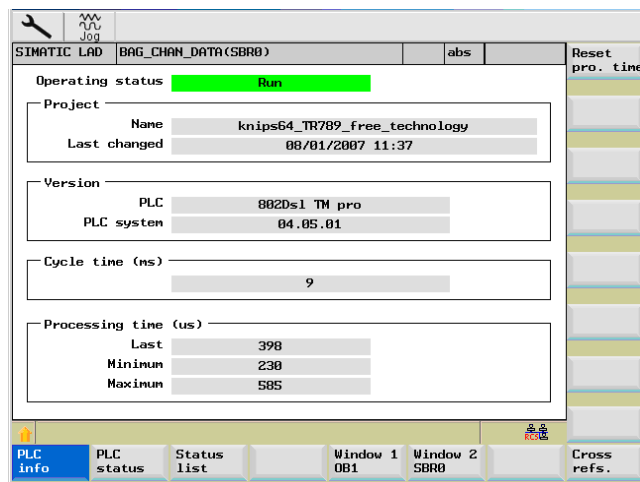 Jog
SIMATIC LAD BAG_CHAN_DATA(SBR0) abs
Reset
pro. time
Operating status Run
Project
Name knips64_TR789_free_technology
Last changed 08/01/2007 11:37
Version
PLC 802Dsl TM pro
PLC system 04.05.01
Cycle time (ms)
9
Processing time (us)
Last 398
Minimum 230
Maximum 585
RCS
PLC
info
PLC
status
Status
list
Window 1
OB1
Window 2
SBR0
Cross
refs.